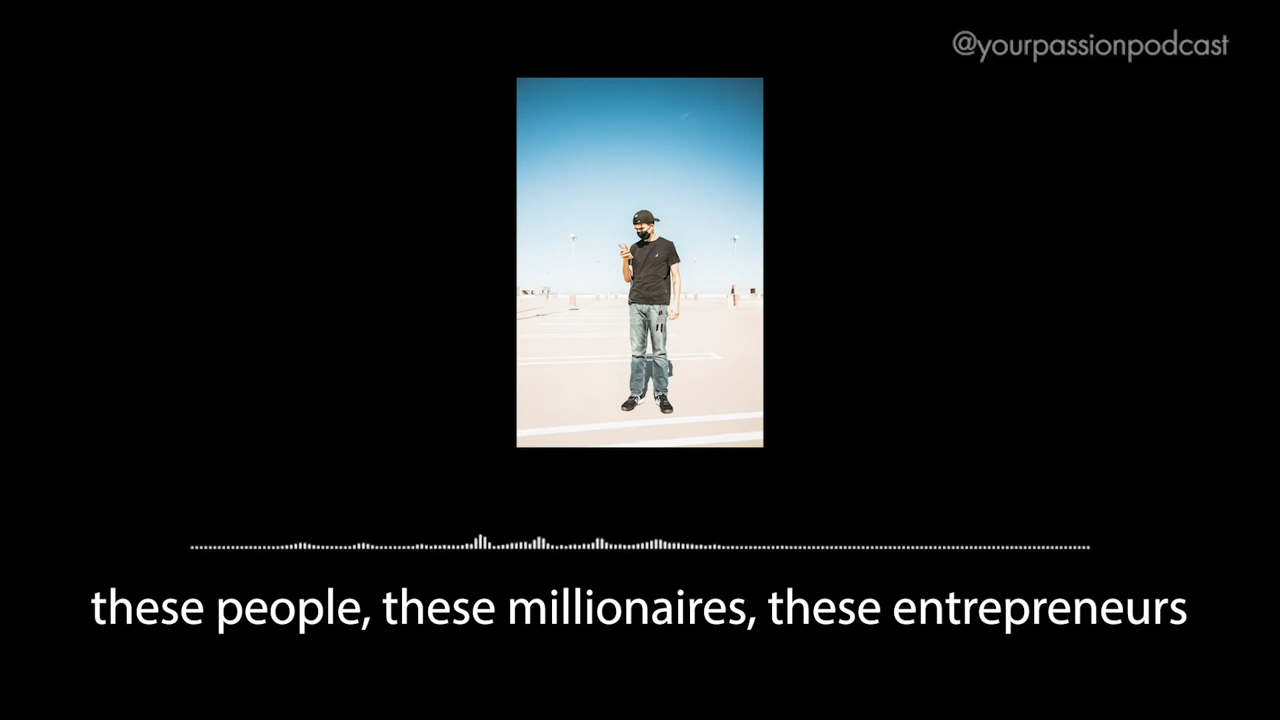 @yourpassionpodcast
these people, these millionaires, these entrepreneurs